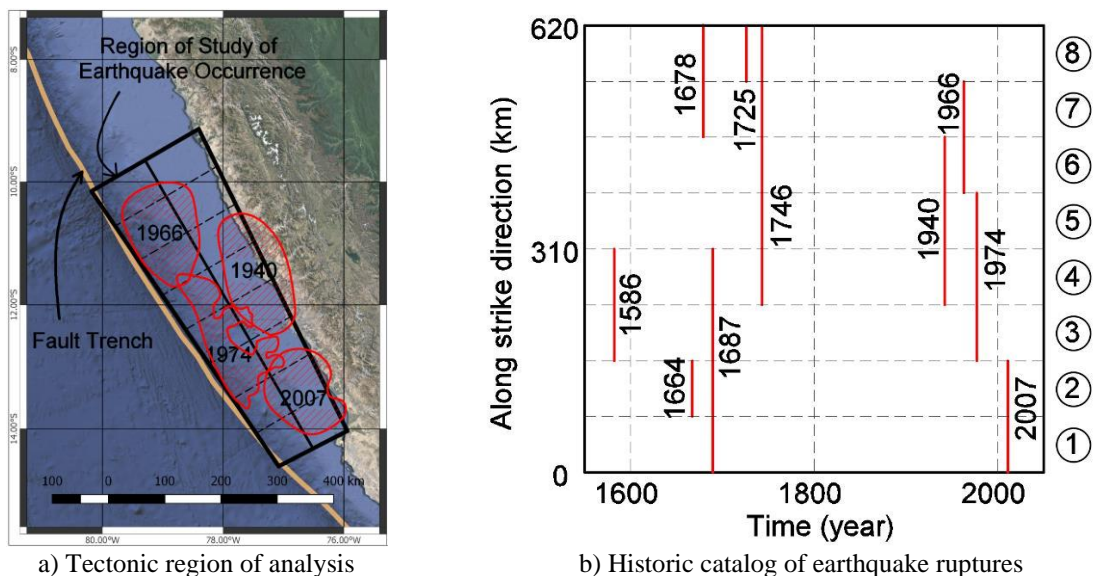 Region of Study of
Earthquake Occurrence
Fault Trench
1966
1940
1974
2007
8.00°S
10.00°S
12.00°S
14.00°S
100 0 100 200 300 400 km
80.00°W
78.00°W
76.00°W
a) Tectonic region of analysis
Along strike direction (km)
620
310
0
1586
1664
1678
1687
1725
1746
1940
1966
1974
2007
8
7
6
5
4
3
2
1
1600
1800
2000
Time (year)
b) Historic catalog of earthquake ruptures